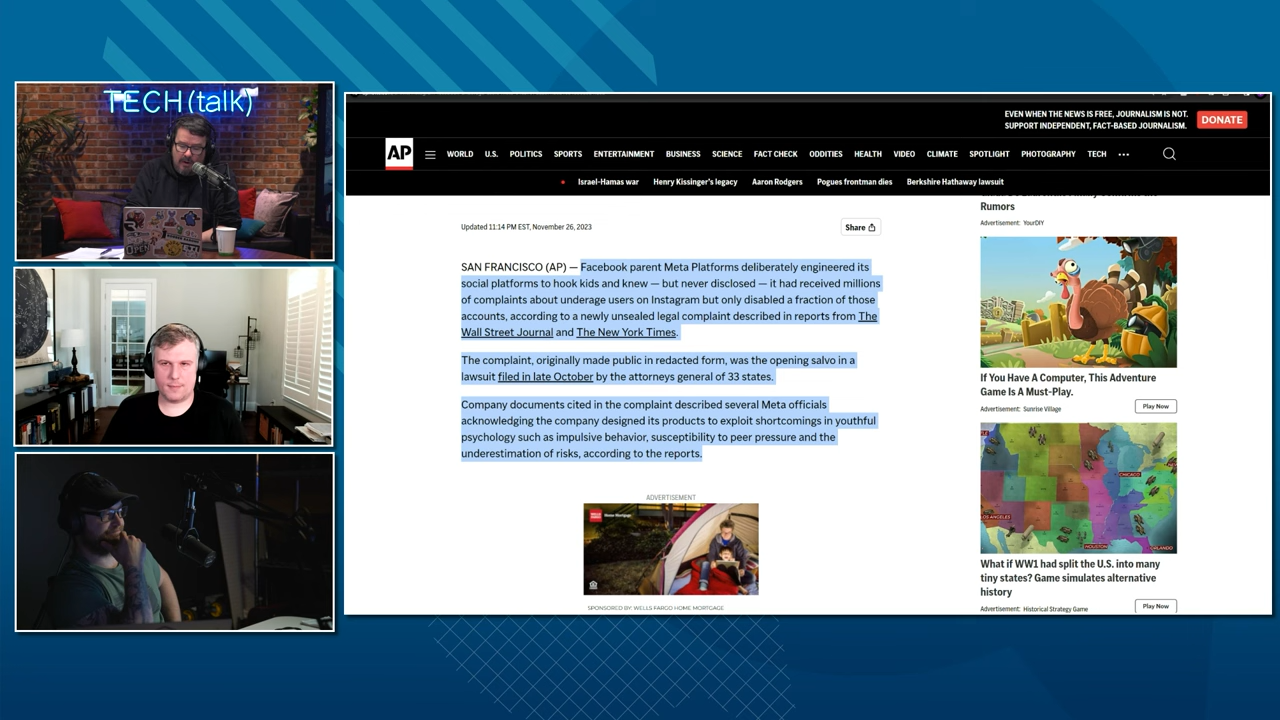 TECH(talk)
EVEN WHEN THE NEWS IS FREE, JOURNALISM IS NOT.
SUPPORT INDEPENDENT, FACT-BASED JOURNALISM.
DONATE
AP
WORLD U.S. POLITICS SPORTS ENTERTAINMENT BUSINESS SCIENCE FACT CHECK ODDITIES HEALTH VIDEO CLIMATE SPOTLIGHT PHOTOGRAPHY TECH
Israel-Hamas war Henry Kissinger's legacy Aaron Rodgers Pogues frontman dies Berkshire Hathaway lawsuit
Updated 11:14 PM EST, November 26, 2023
Share
SAN FRANCISCO (AP) — Facebook parent Meta Platforms deliberately engineered its
social platforms to hook kids and knew — but never disclosed — it had received millions
of complaints about underage users on Instagram but only disabled a fraction of those
accounts, according to a newly unsealed legal complaint described in reports from The
Wall Street Journal and The New York Times.
The complaint, originally made public in redacted form, was the opening salvo in a
lawsuit filed in late October by the attorneys general of 33 states.
Company documents cited in the complaint described several Meta officials
acknowledging the company designed its products to exploit shortcomings in youthful
psychology such as impulsive behavior, susceptibility to peer pressure and the
underestimation of risks, according to the reports.
ADVERTISEMENT
SPONSORED BY: WELLS FARGO HOME MORTGAGE
Rumors
Advertisement: YourDIY
If You Have A Computer, This Adventure
Game Is A Must-Play.
Advertisement: Sunrise Village
Play Now
CHICAGO
LOS ANGELES
HOUSTON
ORLANDO
What if WW1 had split the U.S. into many
tiny states? Game simulates alternative
history
Advertisement: Historical Strategy Game
Play Now